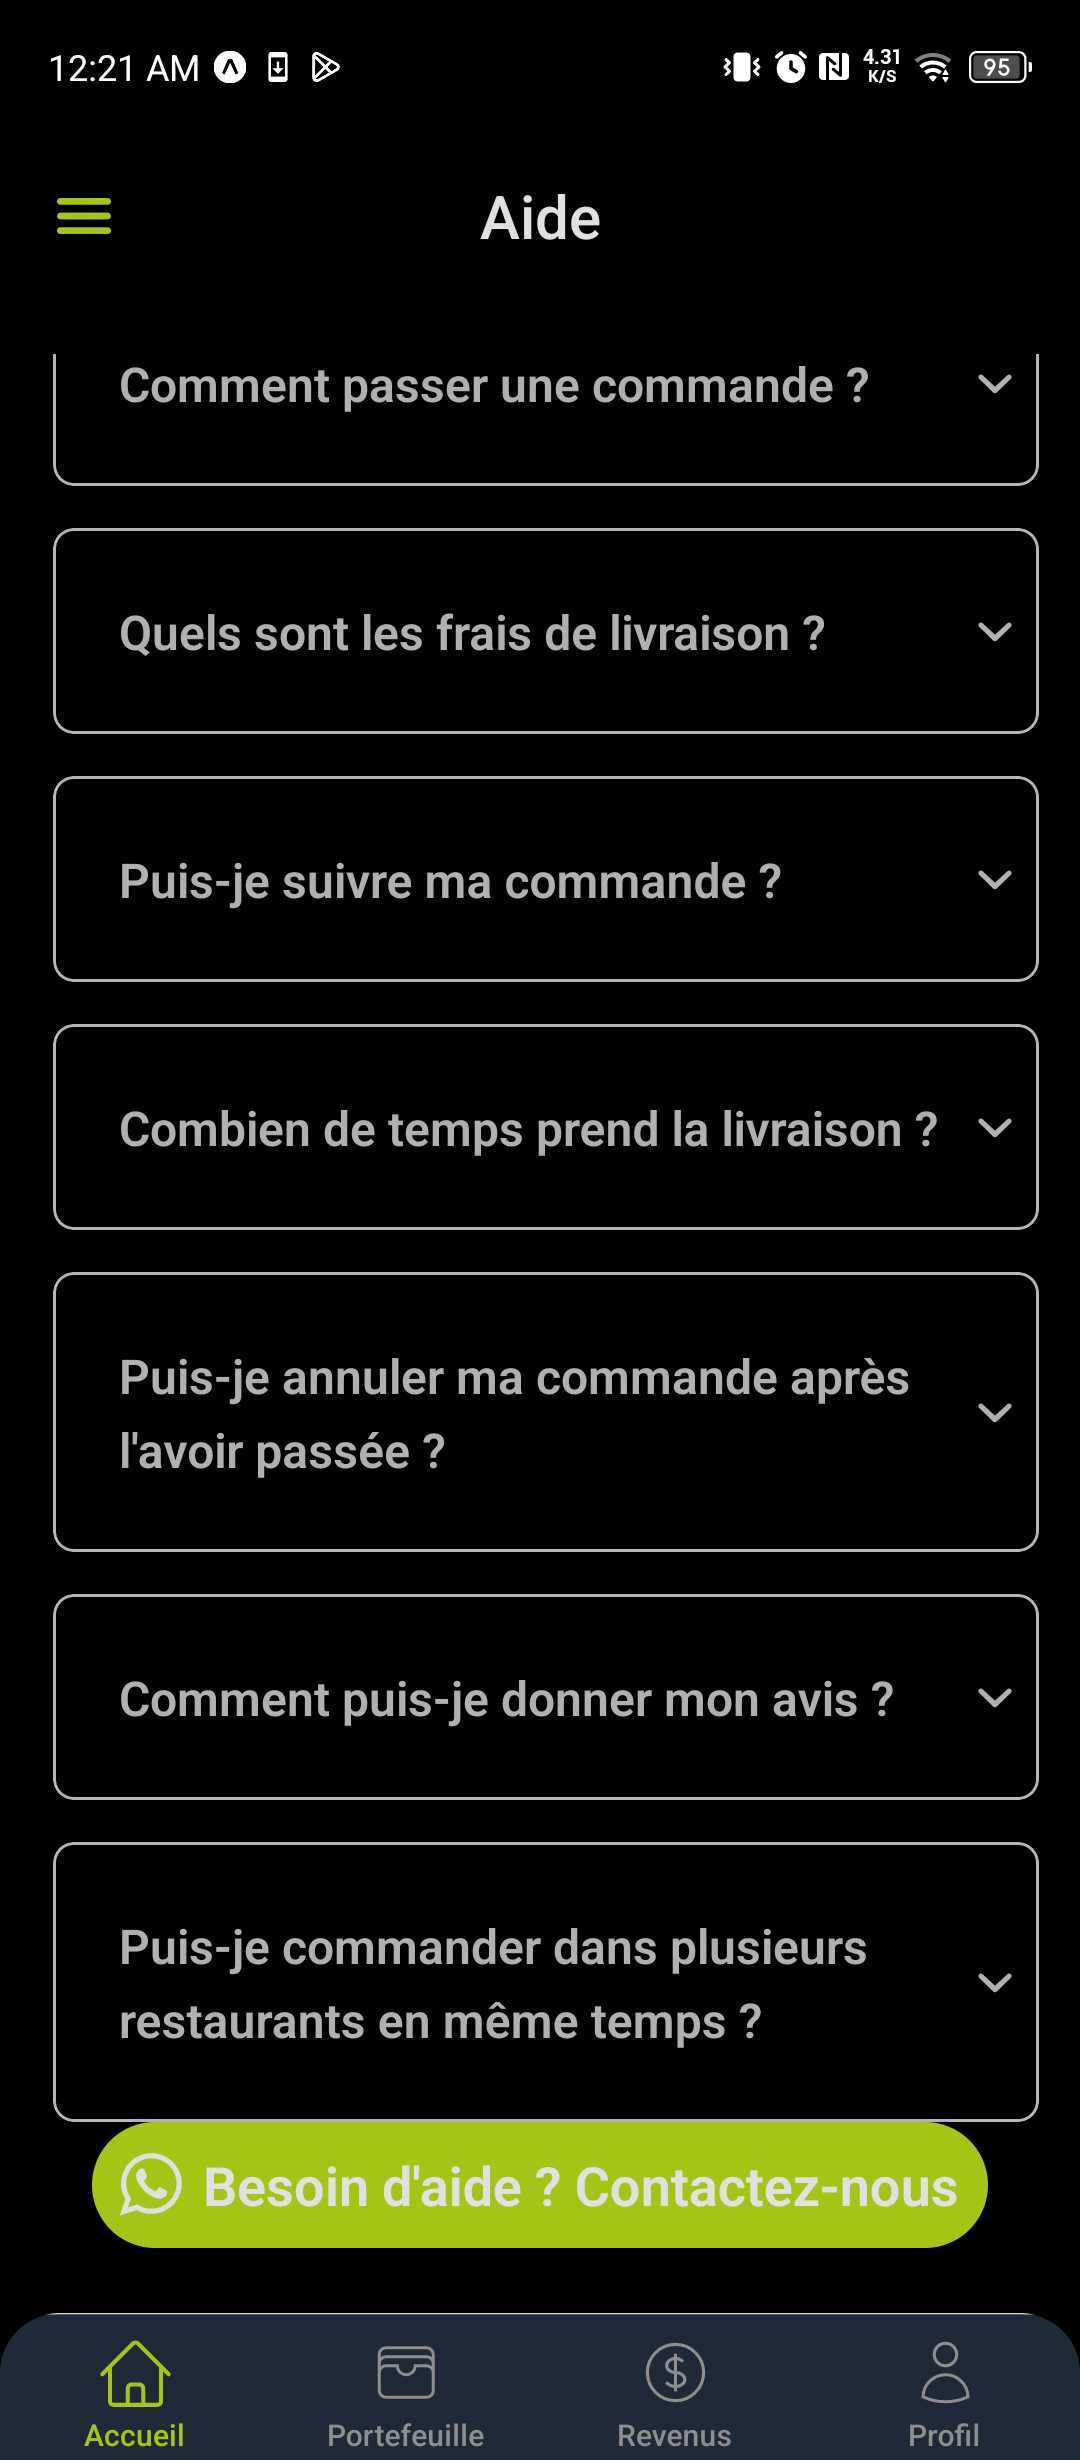 12:21 AM 4.31 K/S 95
Aide
Comment passer une commande ?
Quels sont les frais de livraison ?
Puis-je suivre ma commande ?
Combien de temps prend la livraison ?
Puis-je annuler ma commande après
l'avoir passée ?
Comment puis-je donner mon avis ?
Puis-je commander dans plusieurs
restaurants en même temps ?
Besoin d'aide ? Contactez-nous
Accueil Portefeuille Revenus Profil